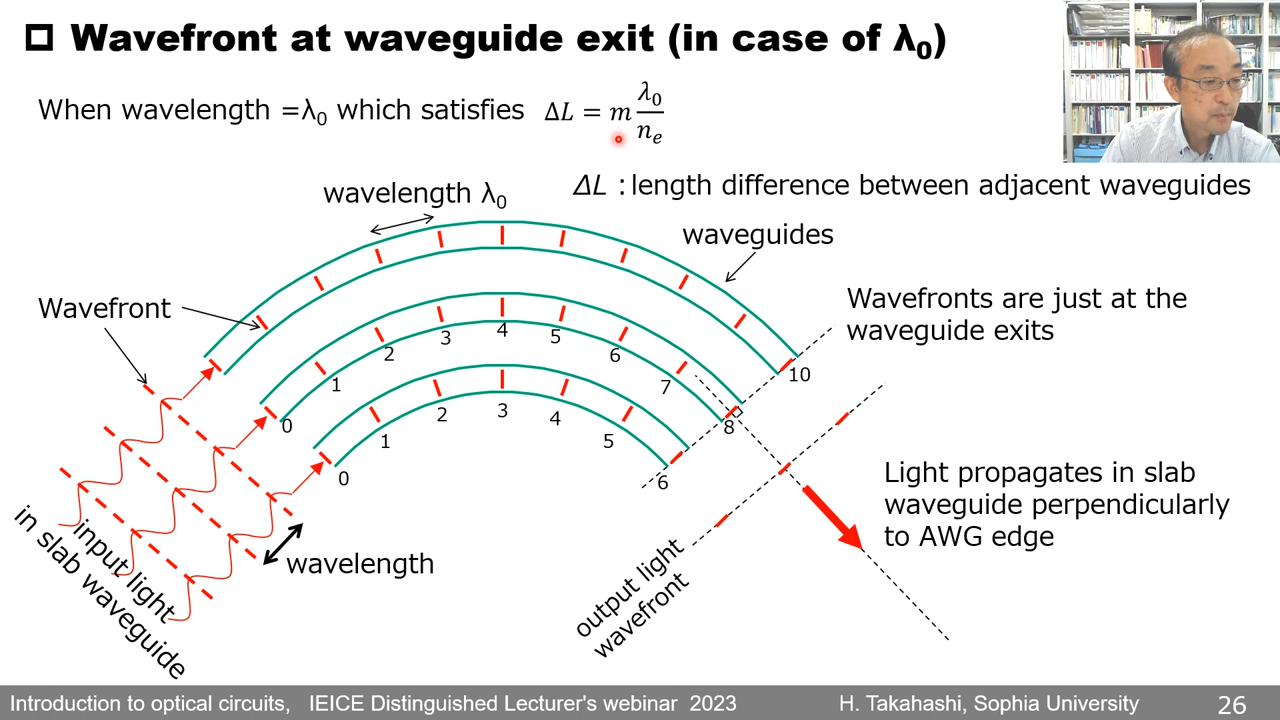 Wavefront at waveguide exit (in case of λ₀)
When wavelength =λ₀ which satisfies ΔL = m λ₀/nₑ
ΔL : length difference between adjacent waveguides
wavelength λ₀
waveguides
Wavefront
Wavefronts are just at the
waveguide exits
0
1
2
3
4
5
6
7
8
10
0
1
2
3
4
5
6
Light propagates in slab
waveguide perpendicularly
to AWG edge
wavelength
input light
in slab waveguide
output light
wavefront
Introduction to optical circuits, IEICE Distinguished Lecturer's webinar 2023
H. Takahashi, Sophia University
26